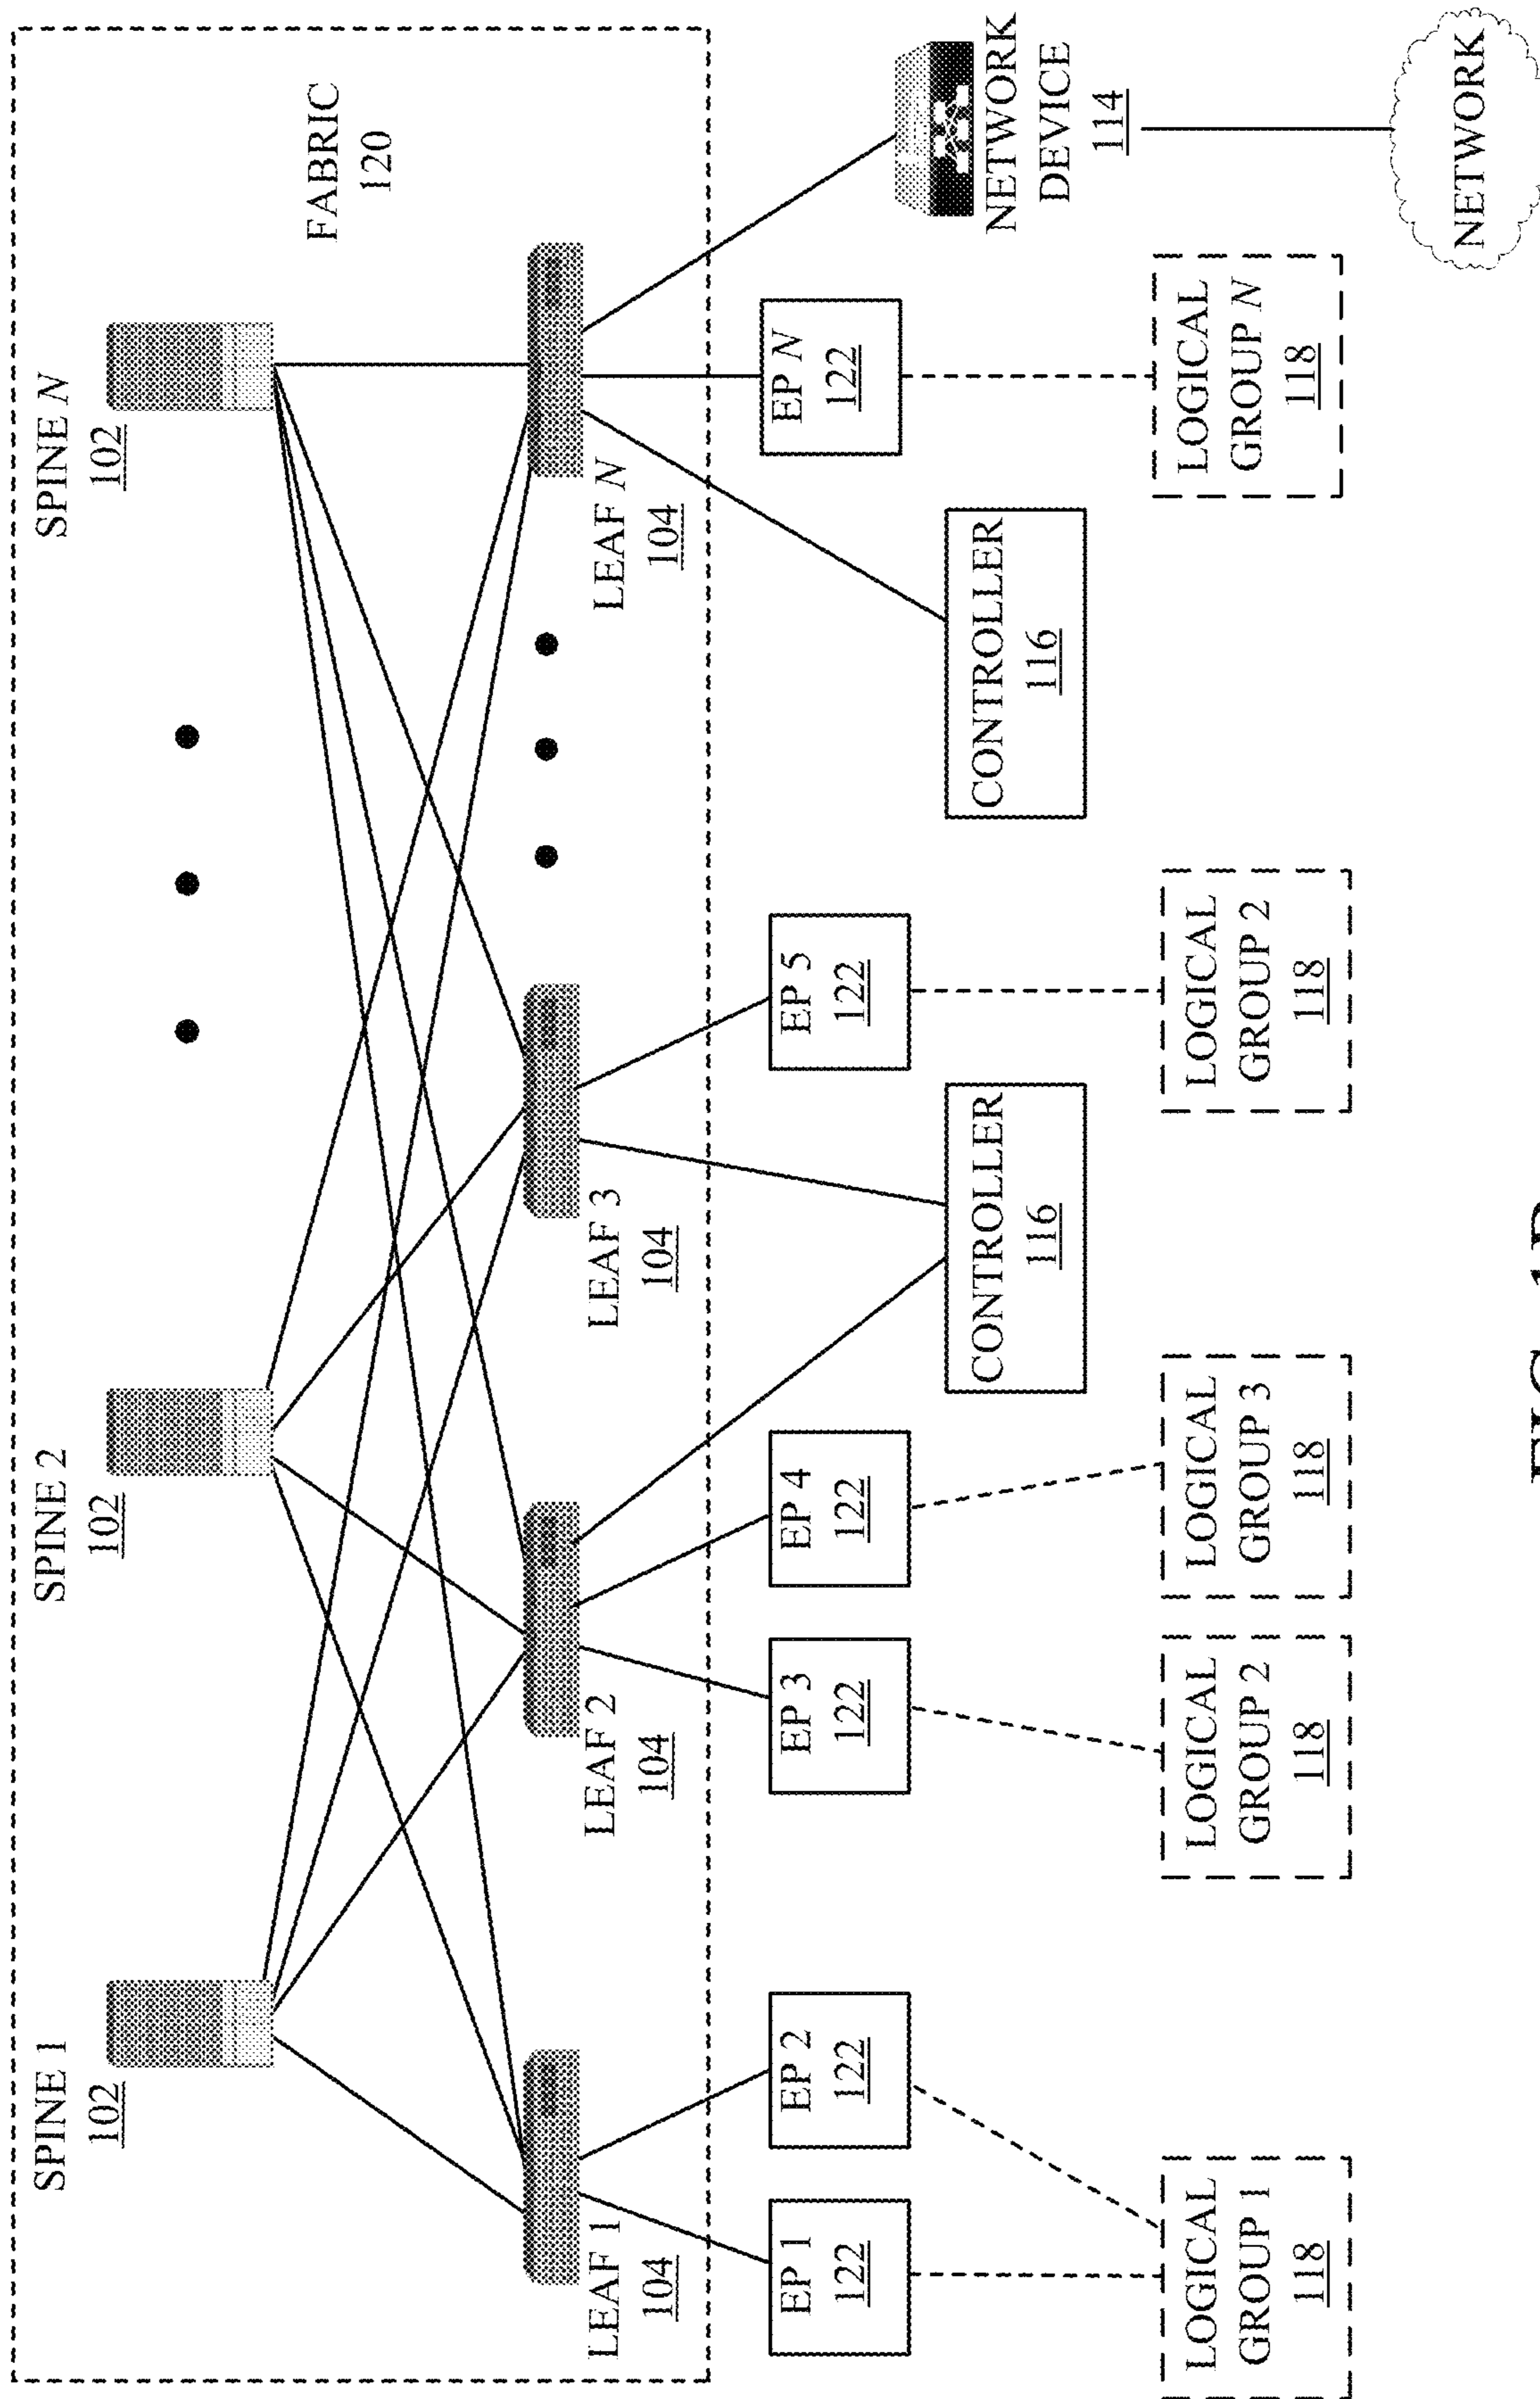 SPINE 1
102
SPINE 2
102
SPINE N
102
FABRIC
120
LEAF 1
104
LEAF 2
104
LEAF 3
104
LEAF N
104
EP 1
122
EP 2
122
EP 3
122
EP 4
122
EP 5
122
EP N
122
CONTROLLER
116
CONTROLLER
116
NETWORK
DEVICE
114
LOGICAL
GROUP 1
118
LOGICAL
GROUP 2
118
LOGICAL
GROUP 3
118
LOGICAL
GROUP 2
118
LOGICAL
GROUP N
118
NETWORK